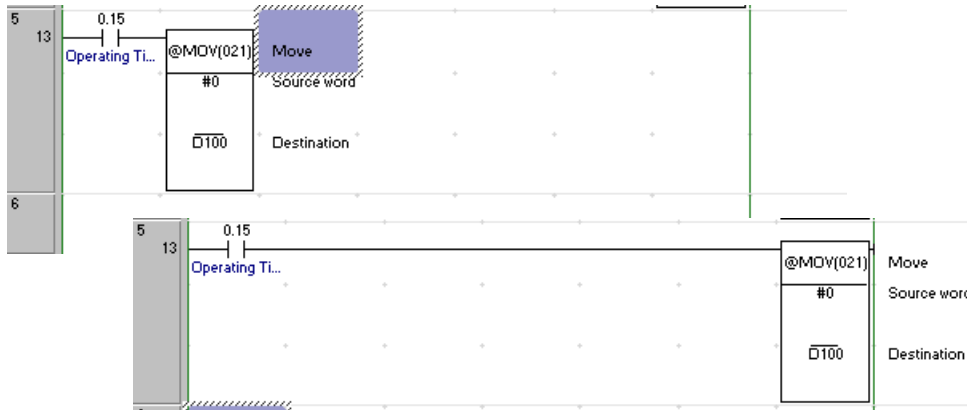 5 0.15
13
Operating Ti...
@MOV(021) Move
#0 Source word
D100 Destination
6
5 0.15
13
Operating Ti...
@MOV(021) Move
#0 Source word
D100 Destination